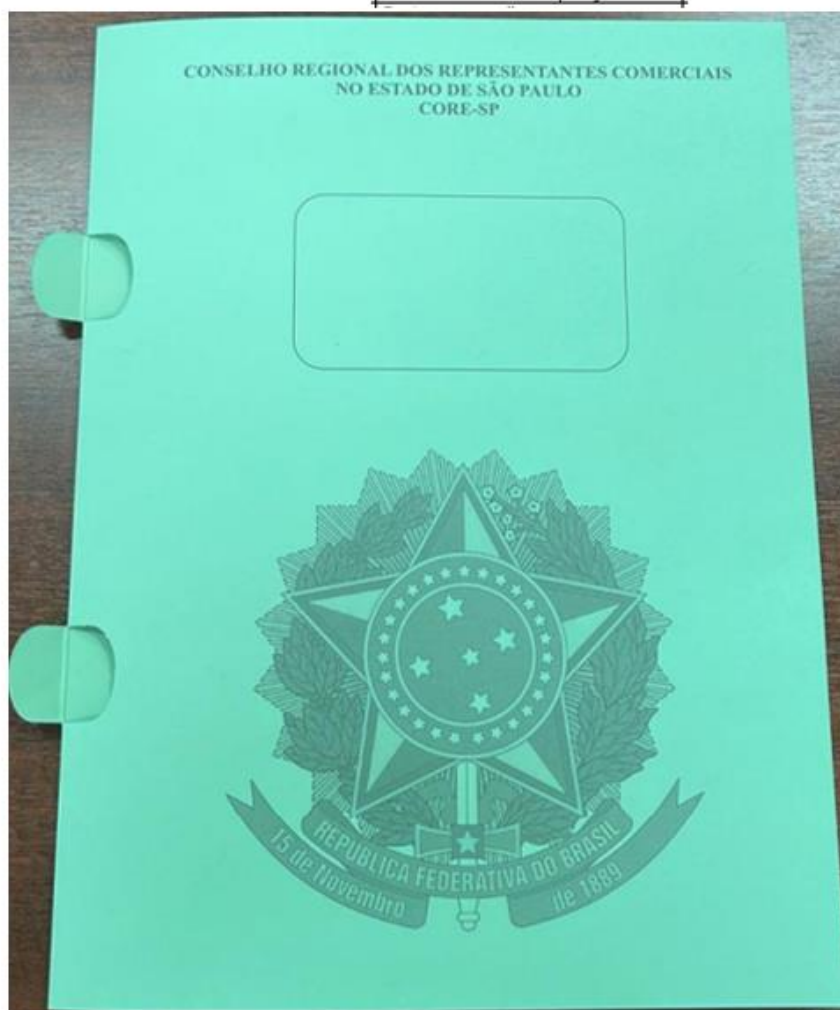 CONSELHO REGIONAL DOS REPRESENTANTES COMERCIAIS
NO ESTADO DE SÃO PAULO
CORE-SP
REPUBLICA FEDERATIVA DO BRASIL
15 de Novembro
de 1889